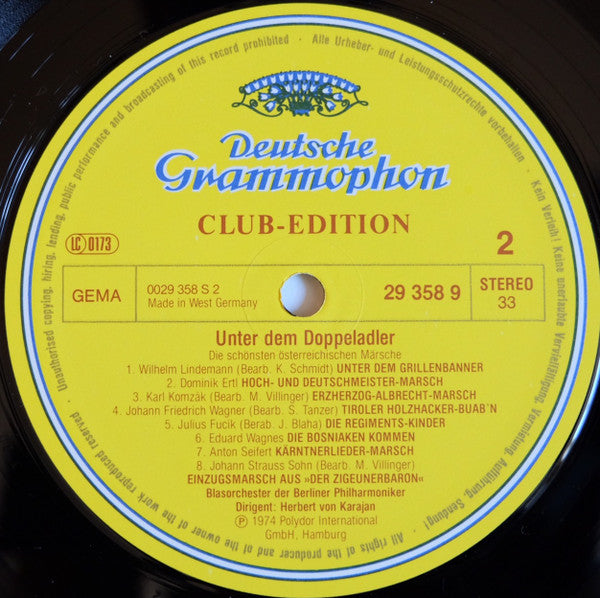 Deutsche
Grammophon
CLUB-EDITION
LC 0173
2
GEMA
0029 358 S 2
Made in West Germany
29 358 9
STEREO
33
Unter dem Doppeladler
Die schönsten österreichischen Märsche
1. Wilhelm Lindemann (Bearb. K. Schmidt) UNTER DEM GRILLENBANNER
2. Dominik Ertl HOCH- UND DEUTSCHMEISTER-MARSCH
3. Karl Komzák (Bearb. M. Villinger) ERZHERZOG-ALBRECHT-MARSCH
4. Johann Friedrich Wagner (Bearb. S. Tanzer) TIROLER HOLZHACKER-BUAB'N
5. Julius Fucik (Bearb. J. Blaha) DIE REGIMENTS-KINDER
6. Eduard Wagnes DIE BOSNIAKEN KOMMEN
7. Anton Seifert KÄRNTNERLIEDER-MARSCH
8. Johann Strauss Sohn (Bearb. M. Villinger)
EINZUGSMARSCH AUS »DER ZIGEUNERBARON«
Blasorchester der Berliner Philharmoniker
Dirigent: Herbert von Karajan
Ⓟ 1974 Polydor International
GmbH, Hamburg
Alle Urheber- und Leistungsschutzrechte vorbehalten · Kein Verleih! Keine unerlaubte Vervielfältigung, Vermietung, Aufführung, Sendung!
All rights of the producer and of the owner of the work reproduced reserved · Unauthorised copying, hiring, lending, public performance and broadcasting of this record prohibited ·